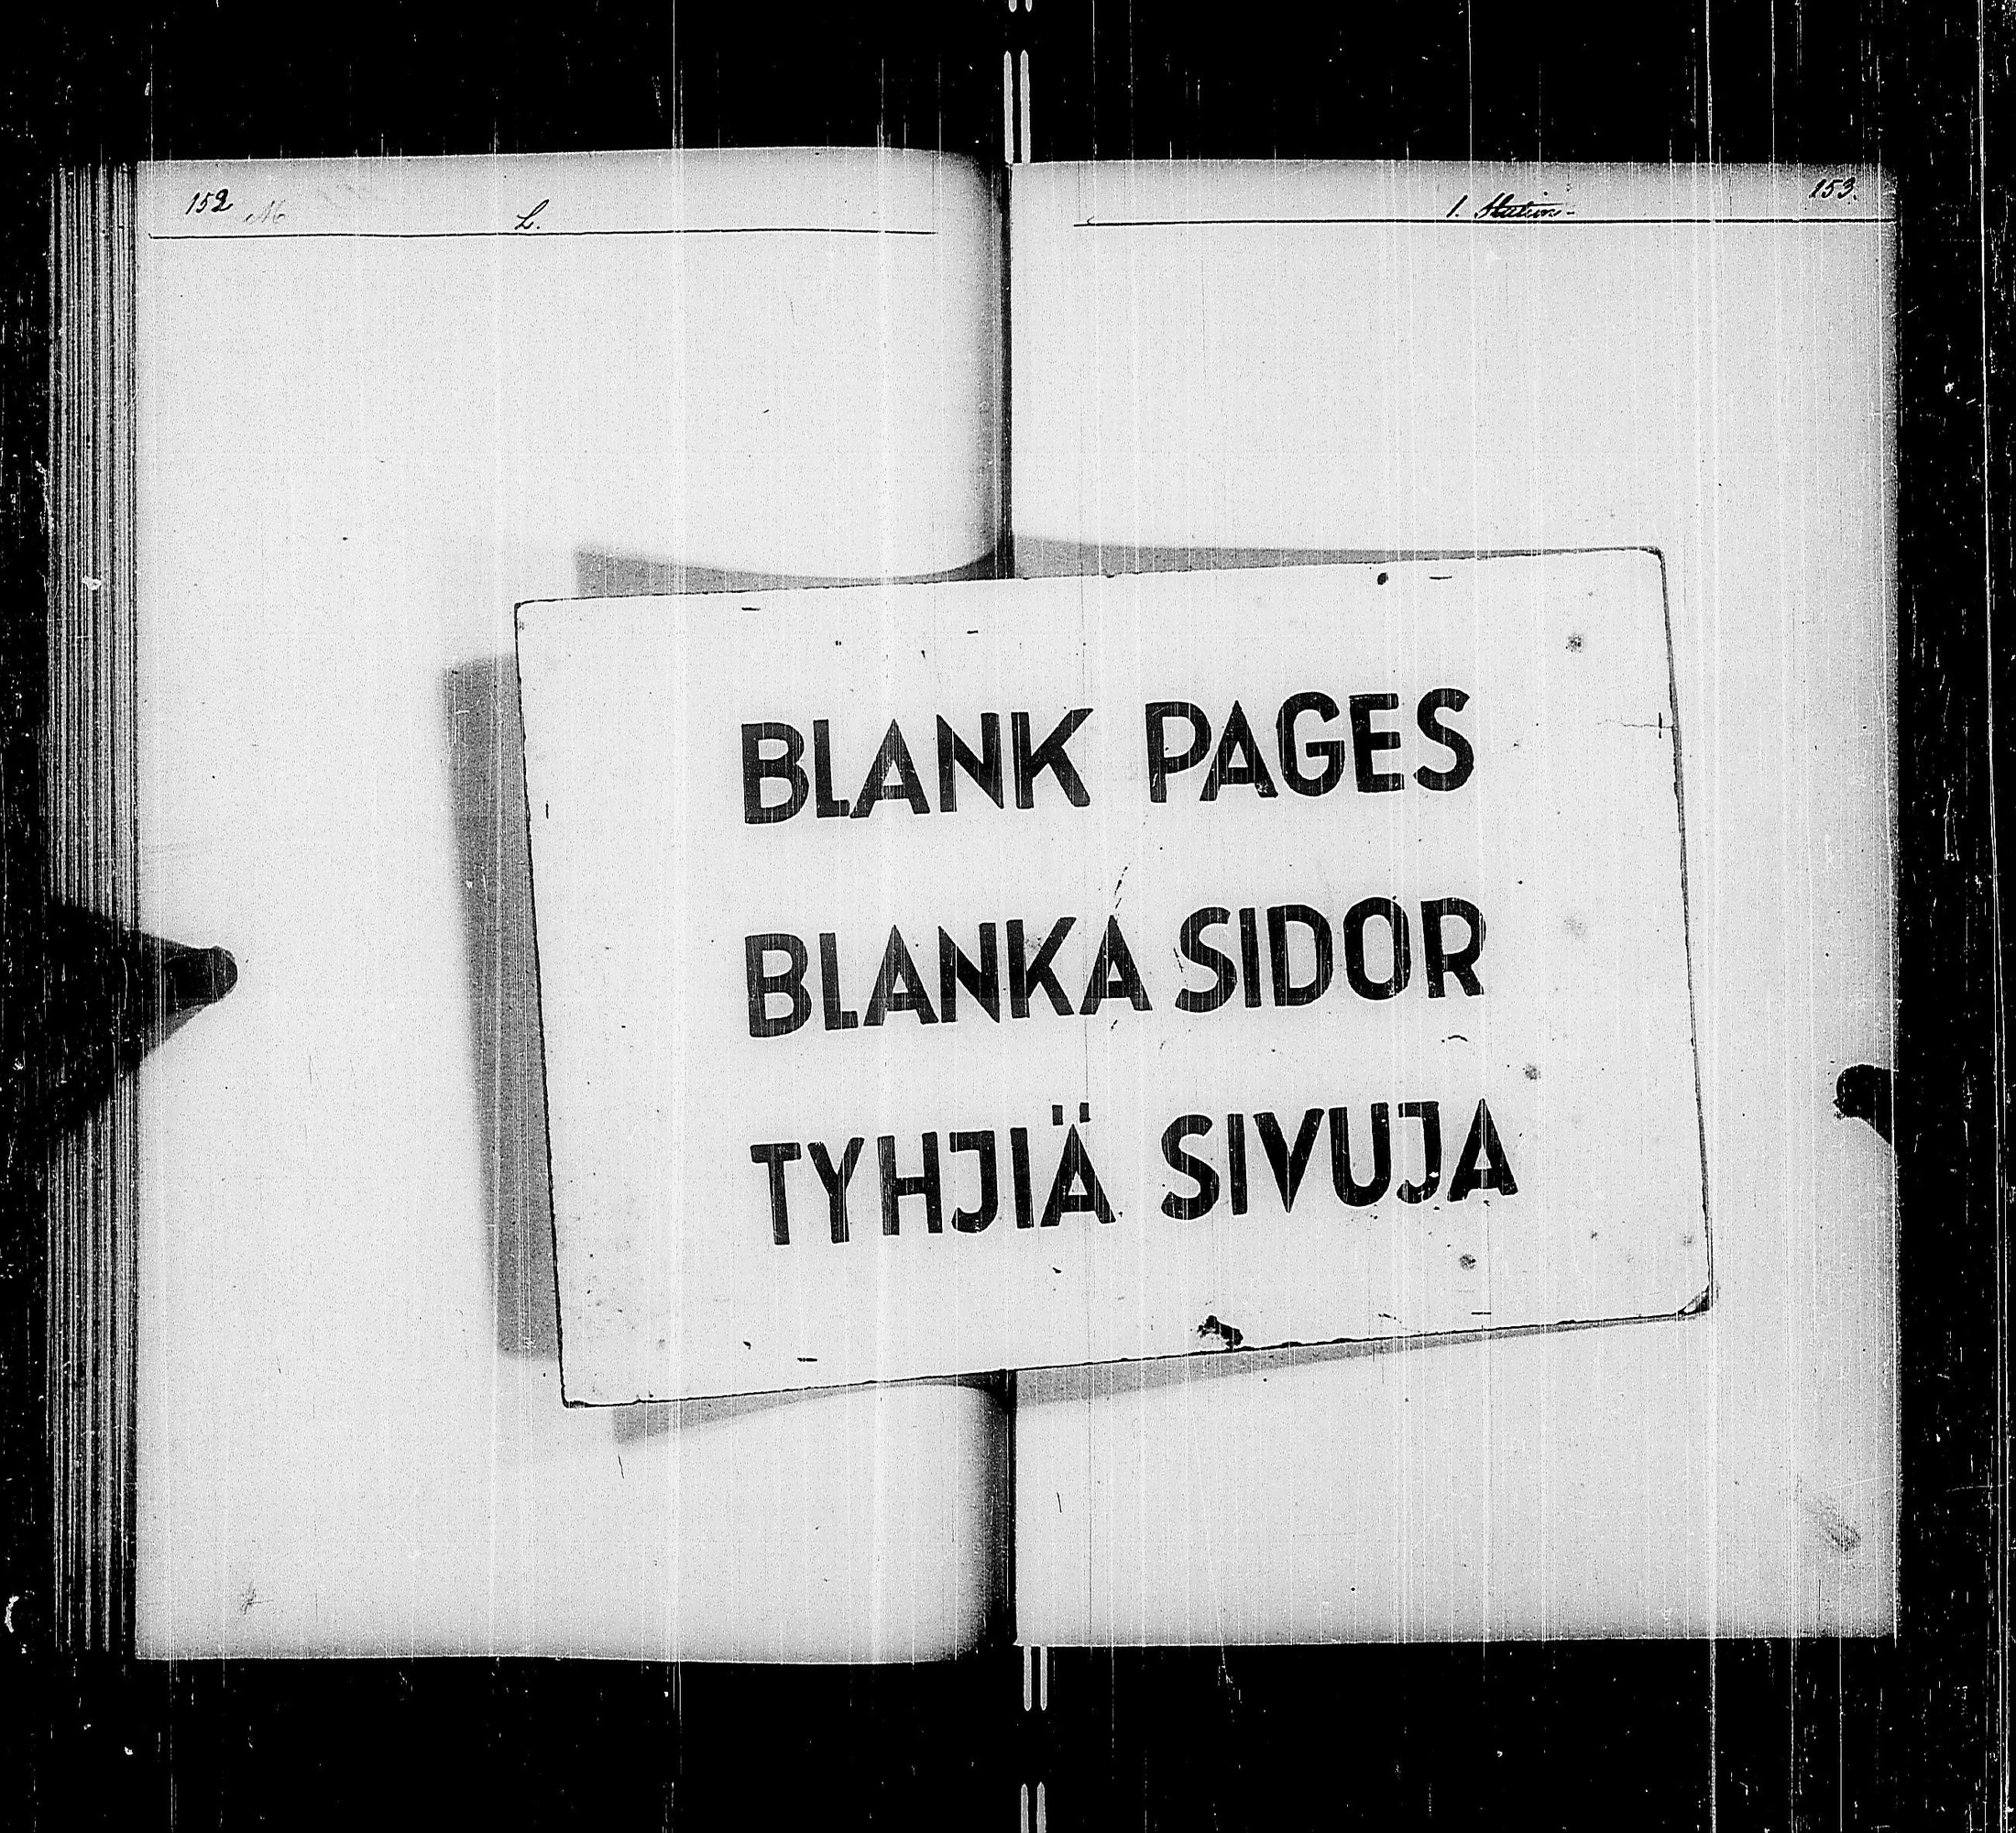 152
L.
153.
BLANK PAGES
BLANKA SIDOR
TYHJIÄ SIVUJA